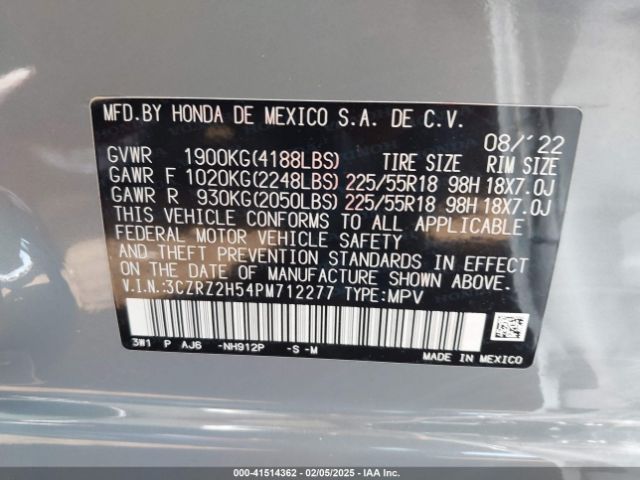 MFD.BY HONDA DE MEXICO S.A. DE C.V.
08/'22
GVWR 1900KG(4188LBS) TIRE SIZE RIM SIZE
GAWR F 1020KG(2248LBS) 225/55R18 98H 18X7.0J
GAWR R 930KG(2050LBS) 225/55R18 98H 18X7.0J
THIS VEHICLE CONFORMS TO ALL APPLICABLE
FEDERAL MOTOR VEHICLE SAFETY
AND THEFT PREVENTION STANDARDS IN EFFECT
ON THE DATE OF MANUFACTURE SHOWN ABOVE.
V.I.N.:3CZRZ2H54PM712277 TYPE:MPV
3W1 P AJ6 -NH912P -S -M
MADE IN MEXICO
000-41514362 - 02/05/2025 - IAAI.com